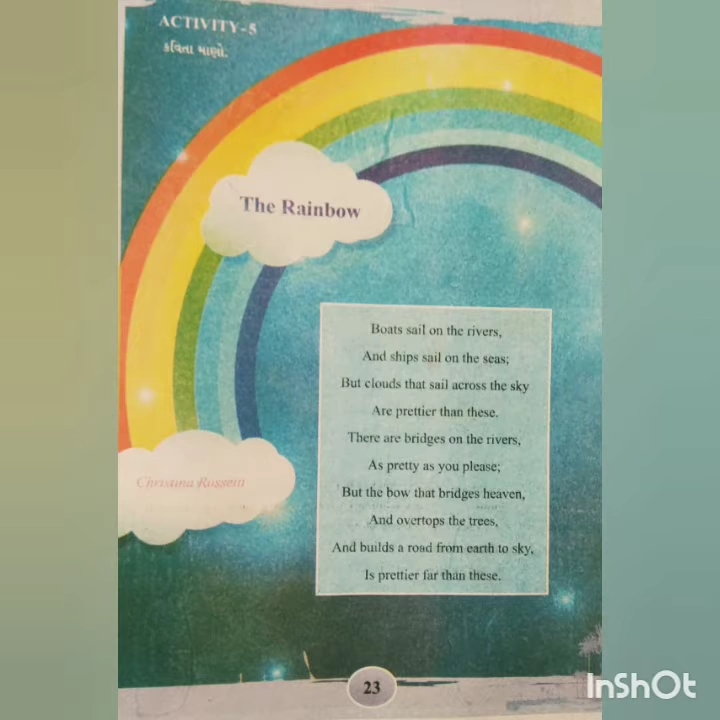 ACTIVITY-5
કવિતા માણો.
The Rainbow
Boats sail on the rivers,
And ships sail on the seas;
But clouds that sail across the sky
Are prettier than these.
There are bridges on the rivers,
As pretty as you please;
But the bow that bridges heaven,
And overtops the trees,
And builds a road from earth to sky,
Is prettier far than these.
Christina Rossetti
23
InShOt